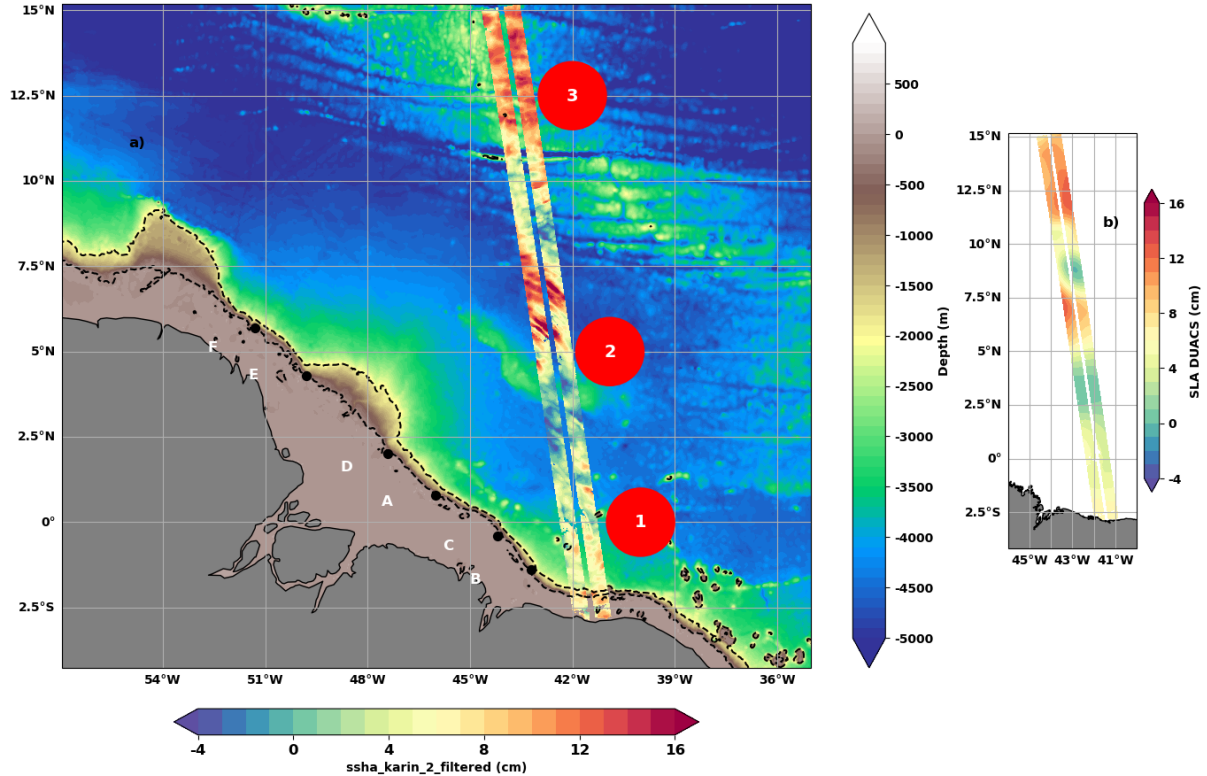 15°N
12.5°N
10°N
7.5°N
5°N
2.5°N
0°
2.5°S
54°W
51°W
48°W
45°W
42°W
39°W
36°W
a)
3
2
1
F
E
D
A
C
B
500
0
-500
-1000
-1500
-2000
-2500
-3000
-3500
-4000
-4500
-5000
Depth (m)
15°N
12.5°N
10°N
7.5°N
5°N
2.5°N
0°
2.5°S
45°W 43°W 41°W
b)
16
12
8
4
0
-4
SLA DUACS (cm)
-4 0 4 8 12 16
ssha_karin_2_filtered (cm)